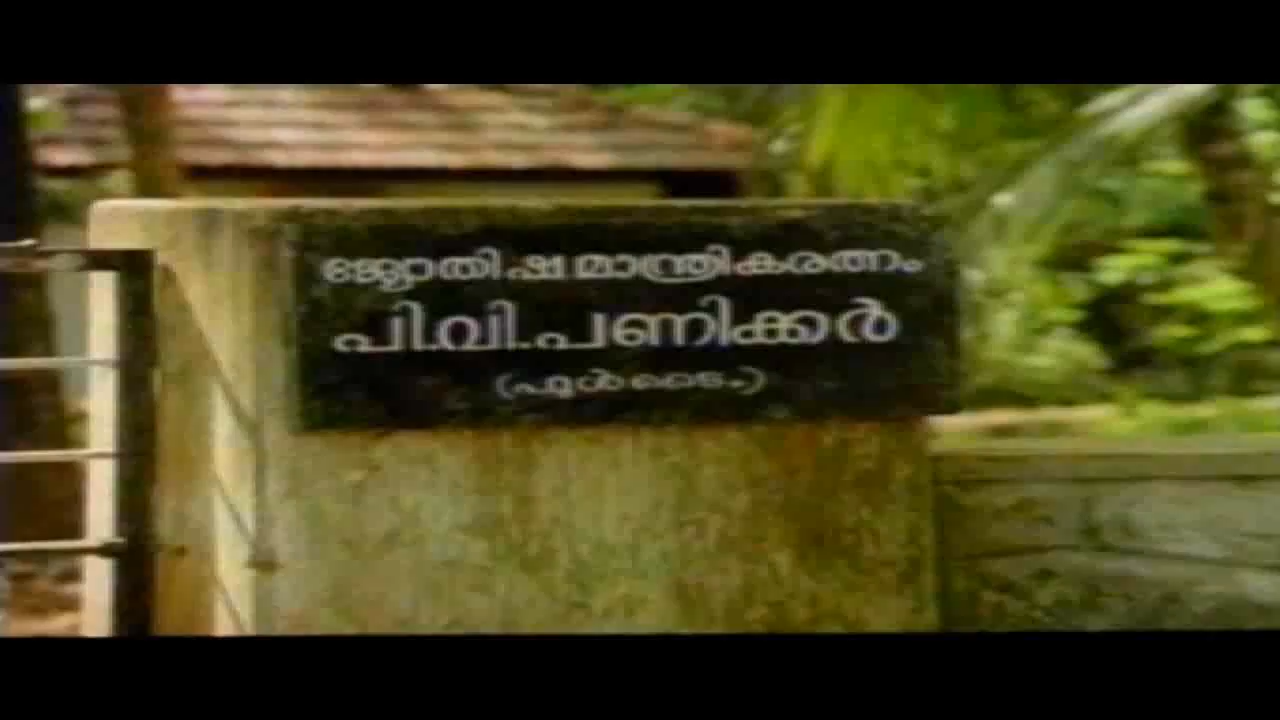 ജ്യോതിഷമാന്ത്രികരത്നം
പി.വി.പണിക്കർ
(ഫുൾ ടൈം)